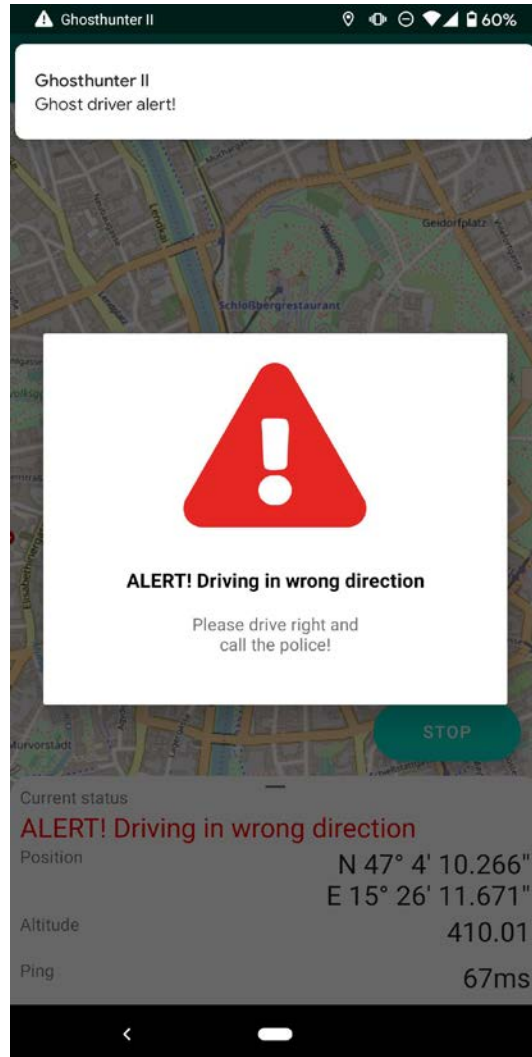 Ghosthunter II
60%
Ghosthunter II
Ghost driver alert!
Lendkai
Geidorfplatz
Schloßbergrestaurant
ALERT! Driving in wrong direction
Please drive right and
call the police!
STOP
Current status
ALERT! Driving in wrong direction
Position
N 47° 4' 10.266"
E 15° 26' 11.671"
Altitude
410.01
Ping
67ms